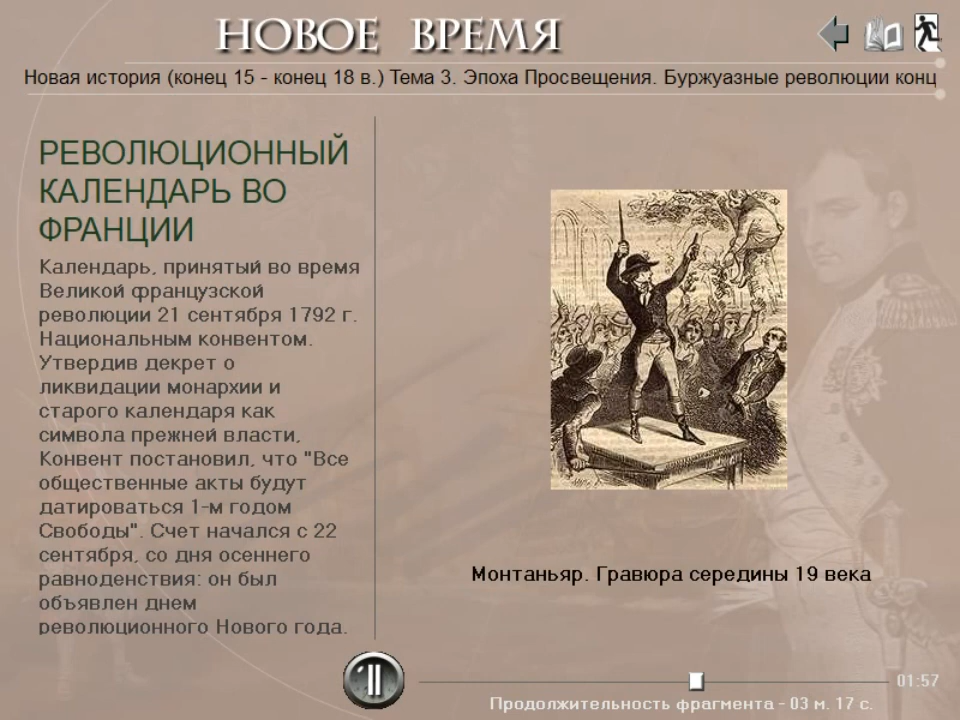 НОВОЕ ВРЕМЯ
Новая история (конец 15 - конец 18 в.) Тема 3. Эпоха Просвещения. Буржуазные революции конц
РЕВОЛЮЦИОННЫЙ
КАЛЕНДАРЬ ВО
ФРАНЦИИ
Календарь, принятый во время
Великой французской
революции 21 сентября 1792 г.
Национальным конвентом.
Утвердив декрет о
ликвидации монархии и
старого календаря как
символа прежней власти,
Конвент постановил, что "Все
общественные акты будут
датироваться 1-м годом
Свободы". Счет начался с 22
сентября, со дня осеннего
равноденствия: он был
объявлен днем
революционного Нового года.
Монтаньяр. Гравюра середины 19 века
01:57
Продолжительность фрагмента - 03 м. 17 с.